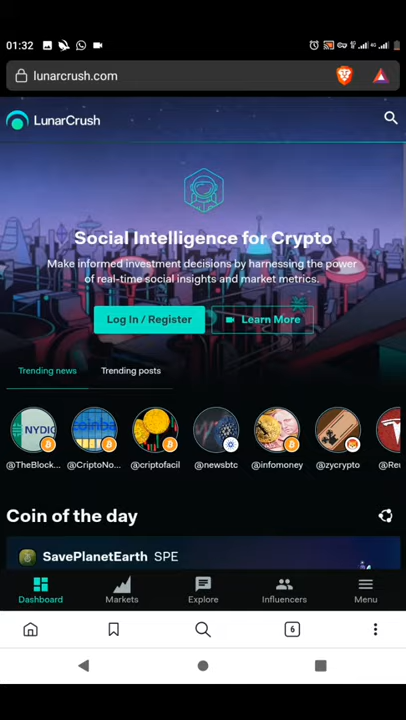 01:32
lunarcrush.com
LunarCrush
Social Intelligence for Crypto
Make informed investment decisions by harnessing the power
of real-time social insights and market metrics.
Log In / Register
Learn More
Trending news
Trending posts
NYDIG
@TheBlock...
@CriptoNo...
@criptofacil
@newsbtc
@infomoney
@zycrypto
@Reu
Coin of the day
SavePlanetEarth SPE
Dashboard
Markets
Explore
Influencers
Menu
6